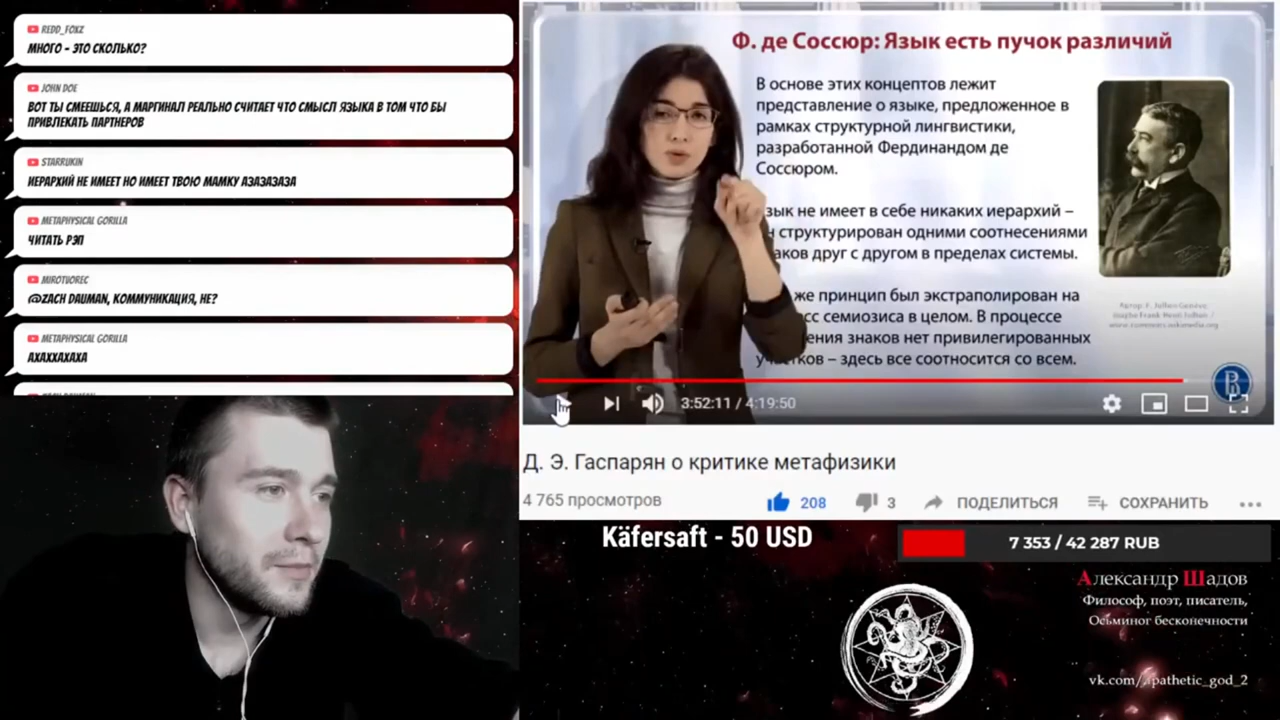 REDD_FOXZ
МНОГО - ЭТО СКОЛЬКО?
JOHN DOE
ВОТ ТЫ СМЕЕШЬСЯ, А МАРГИНАЛ РЕАЛЬНО СЧИТАЕТ ЧТО СМЫСЛ ЯЗЫКА В ТОМ ЧТО БЫ
ПРИВЛЕКАТЬ ПАРТНЕРОВ
STARRUKIN
ИЕРАРХИЙ НЕ ИМЕЕТ НО ИМЕЕТ ТВОЮ МАМКУ АЗАЗАЗАЗА
METAPHYSICAL GORILLA
ЧИТАТЬ РЭП
MIROTVOREC
@ZACH DAUMAN, КОММУНИКАЦИЯ, НЕ?
METAPHYSICAL GORILLA
АХАХХАХАХА
Ф. де Соссюр: Язык есть пучок различий
В основе этих концептов лежит
представление о языке, предложенное в
рамках структурной лингвистики,
разработанной Фердинандом де
Соссюром.
зык не имеет в себе никаких иерархий –
н структурирован одними соотнесениями
аков друг с другом в пределах системы.
же принцип был экстраполирован на
сс семиозиса в целом. В процессе
ения знаков нет привилегированных
участков – здесь все соотносится со всем.
3:52:11 / 4:19:50
Д. Э. Гаспарян о критике метафизики
4 765 просмотров
208
3
ПОДЕЛИТЬСЯ
СОХРАНИТЬ
Käfersaft - 50 USD
7 353 / 42 287 RUB
Александр Шадов
Философ, поэт, писатель,
Осьминог бесконечности
vk.com/apathetic_god_2